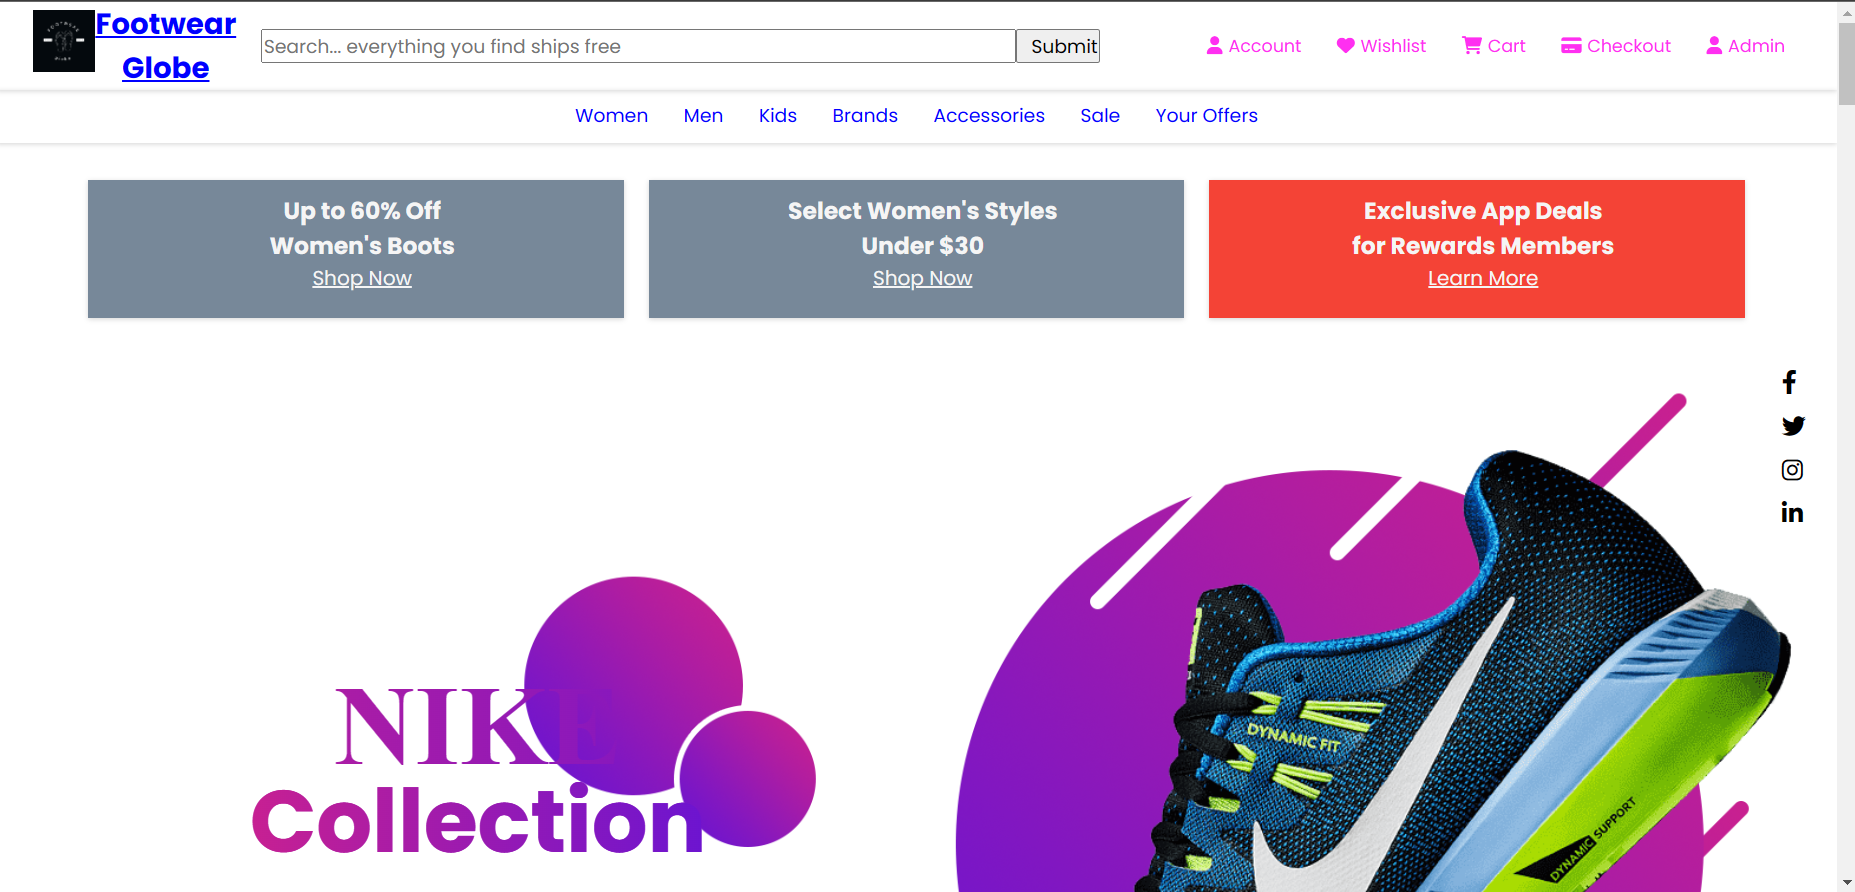 Footwear
Globe
Search... everything you find ships free
Submit
Account
Wishlist
Cart
Checkout
Admin
Women
Men
Kids
Brands
Accessories
Sale
Your Offers
Up to 60% Off
Women's Boots
Shop Now
Select Women's Styles
Under $30
Shop Now
Exclusive App Deals
for Rewards Members
Learn More
NIKE
Collection
DYNAMIC FIT
DYNAMIC SUPPORT